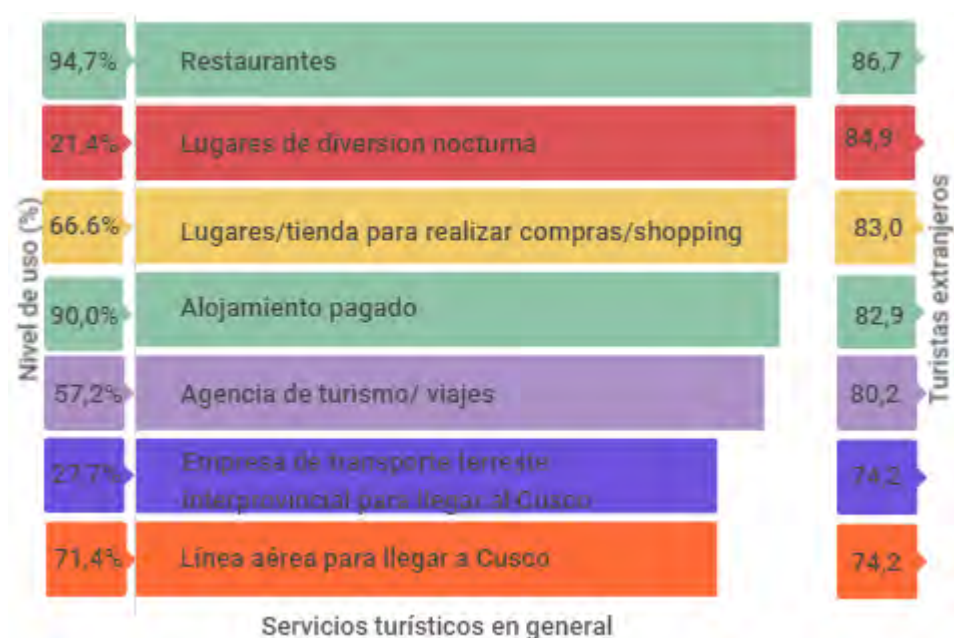 94,7% Restaurantes 86,7
21,4% Lugares de diversion nocturna 84,9
66.6% Lugares/tienda para realizar compras/shopping 83,0
90,0% Alojamiento pagado 82,9
57,2% Agencia de turismo/ viajes 80,2
27,7% Empresa de transporte terrestre 74,2
interprovincial para llegar al Cusco
71,4% Línea aérea para llegar a Cusco 74,2
Nivel de uso (%)
Turistas extranjeros
Servicios turísticos en general